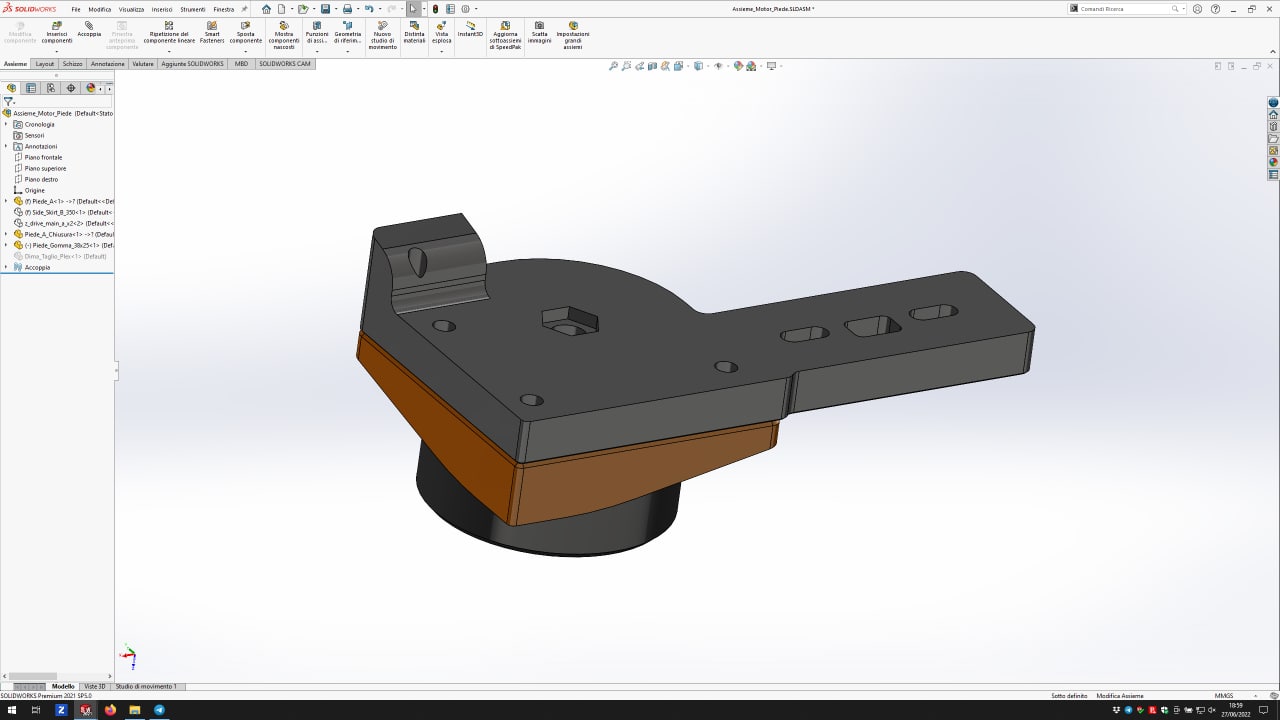 SOLIDWORKS File Modifica Visualizza Inserisci Strumenti Finestra Assieme_Motor_Piede.SLDASM * Comandi Ricerca
Modifica componente
Inserisci componenti
Accoppia
Finestra anteprima componente
Ripetizione del componente lineare
Smart Fasteners
Sposta componente
Mostra componenti nascosti
Funzioni di assi...
Geometria di riferim...
Nuovo studio di movimento
Distinta materiali
Vista esplosa
Instant3D
Aggiorna sottoassiemi di SpeedPak
Scatta immagini
Impostazioni grandi assiemi
Assieme Layout Schizzo Annotazione Valutare Aggiunte SOLIDWORKS MBD SOLIDWORKS CAM
Assieme_Motor_Piede (Default<Stato
Cronologia
Sensori
Annotazioni
Piano frontale
Piano superiore
Piano destro
Origine
(f) Piede_A<1> ->? (Default<<Def
(f) Side_Skirt_B_350<1> (Default<
z_drive_main_a_x2<2> (Default<<
Piede_A_Chiusura<1> ->? (Defaul
(-) Piede_Gomma_38x25<1> (Def
Dima_Taglio_Plex<1> (Default)
Accoppia
Modello Viste 3D Studio di movimento 1
SOLIDWORKS Premium 2021 SP5.0 Sotto definito Modifica Assieme MMGS
18:59
27/06/2022